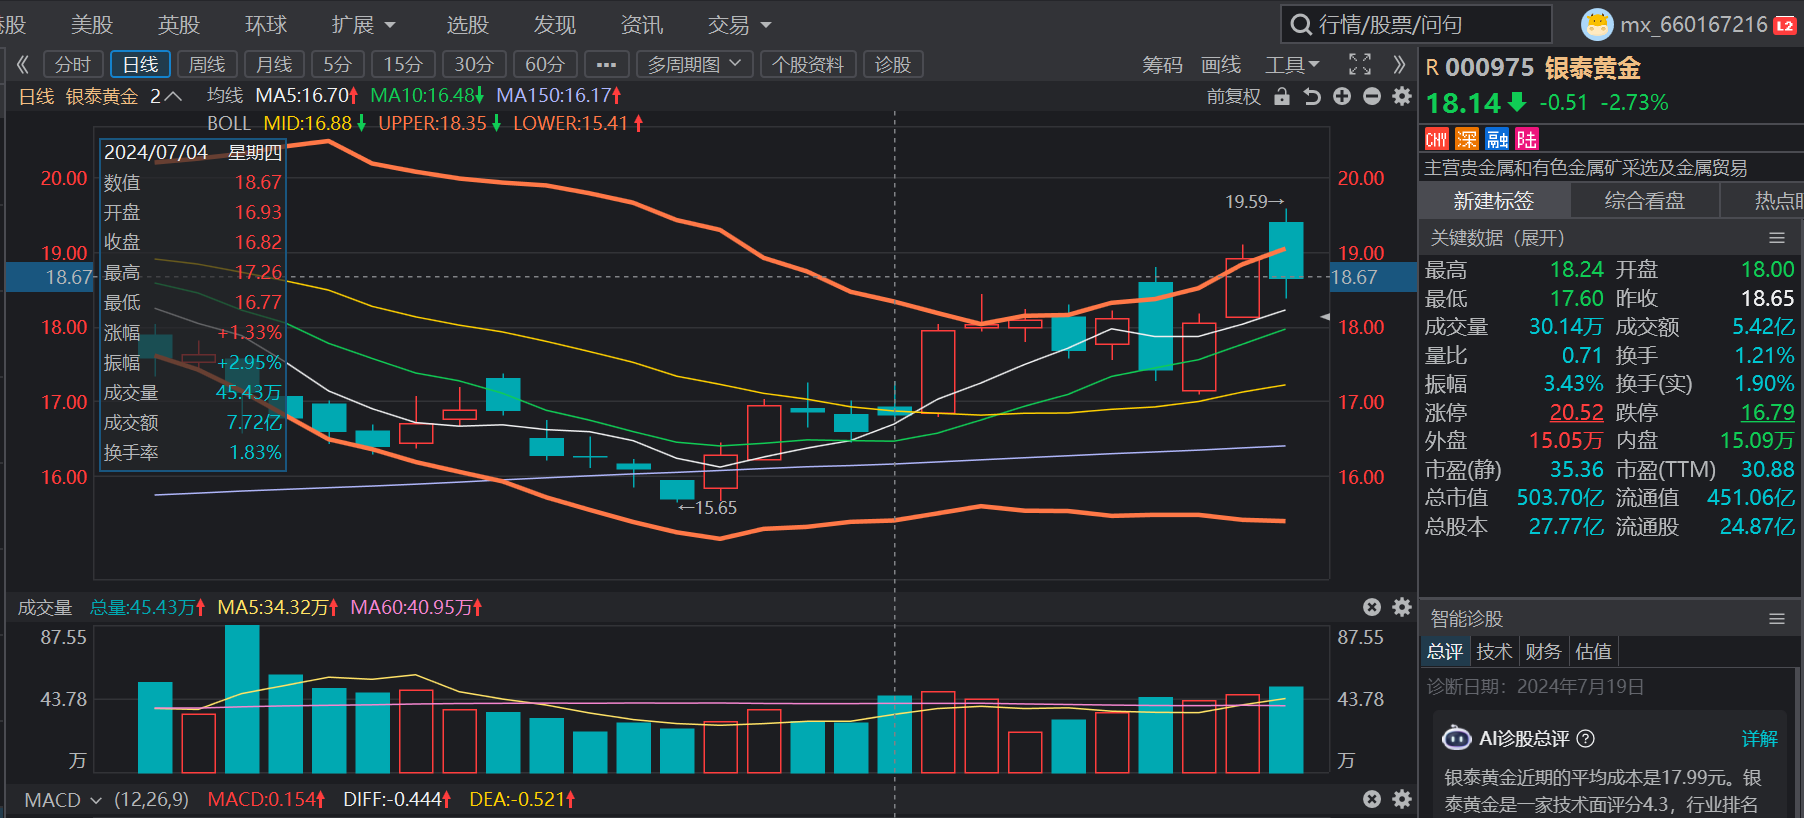 港股 美股 英股 环球 扩展 选股 发现 资讯 交易 行情/股票/问句 mx_660167216 L2
分时 日线 周线 月线 5分 15分 30分 60分 ••• 多周期图 个股资料 诊股 筹码 画线 工具
日线 银泰黄金 2 均线 MA5:16.70 MA10:16.48 MA150:16.17 前复权
BOLL MID:16.88 UPPER:18.35 LOWER:15.41
2024/07/04 星期四
数值 18.67
开盘 16.93
收盘 16.82
最高 17.26
最低 16.77
涨幅 +1.33%
振幅 +2.95%
成交量 45.43万
成交额 7.72亿
换手率 1.83%
20.00
19.00
18.67
18.00
17.00
16.00
19.59
15.65
20.00
19.00
18.67
18.00
17.00
16.00
成交量 总量:45.43万 MA5:34.32万 MA60:40.95万
87.55
43.78
万
87.55
43.78
万
MACD (12,26,9) MACD:0.154 DIFF:-0.444 DEA:-0.521
R 000975 银泰黄金
18.14 -0.51 -2.73%
CNY 深 融 陆
主营贵金属和有色金属矿采选及金属贸易
新建标签 综合看盘 热点
关键数据（展开）
最高 18.24 开盘 18.00
最低 17.60 昨收 18.65
成交量 30.14万 成交额 5.42亿
量比 0.71 换手 1.21%
振幅 3.43% 换手(实) 1.90%
涨停 20.52 跌停 16.79
外盘 15.05万 内盘 15.09万
市盈(静) 35.36 市盈(TTM) 30.88
总市值 503.70亿 流通值 451.06亿
总股本 27.77亿 流通股 24.87亿
智能诊股
总评 技术 财务 估值
诊断日期：2024年7月19日
AI诊股总评 ? 详解
银泰黄金近期的平均成本是17.99元。银
泰黄金是一家技术面评分4.3，行业排名